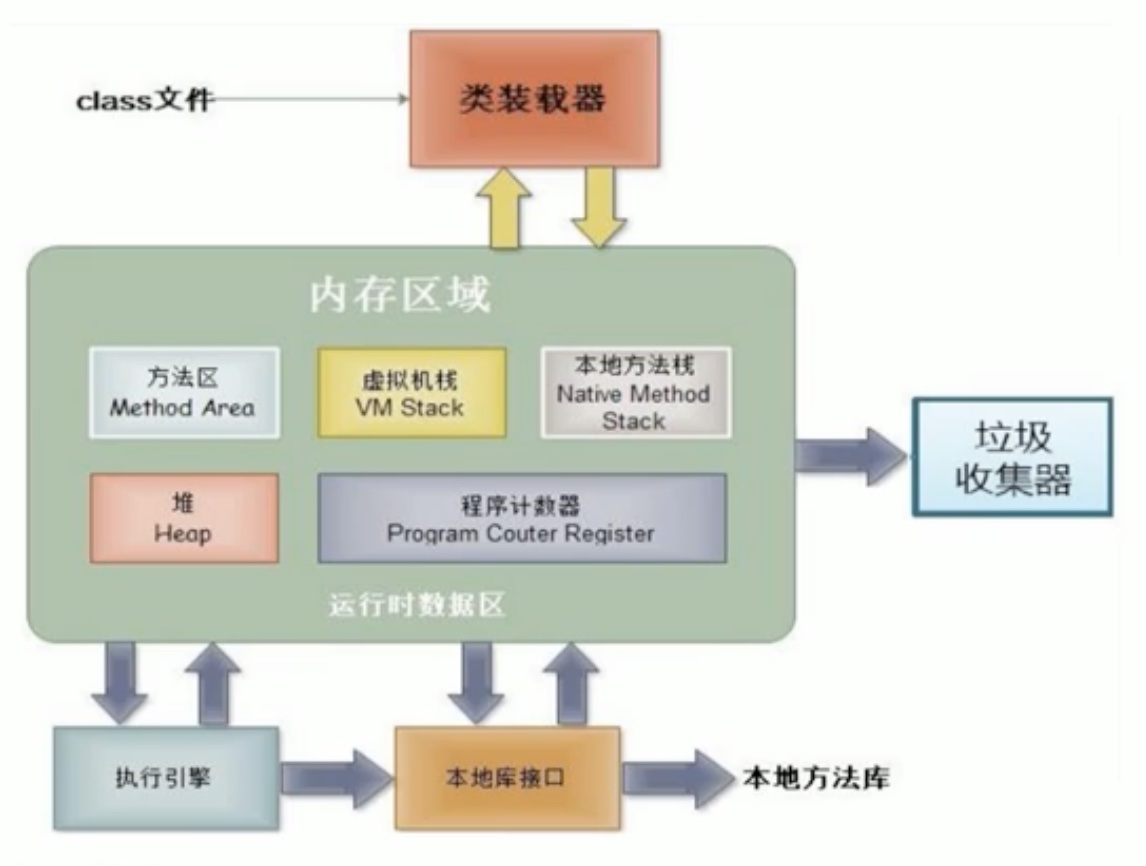 class文件
类装载器
内存区域
方法区
Method Area
虚拟机栈
VM Stack
本地方法栈
Native Method
Stack
堆
Heap
程序计数器
Program Couter Register
运行时数据区
垃圾
收集器
执行引擎
本地库接口
本地方法库